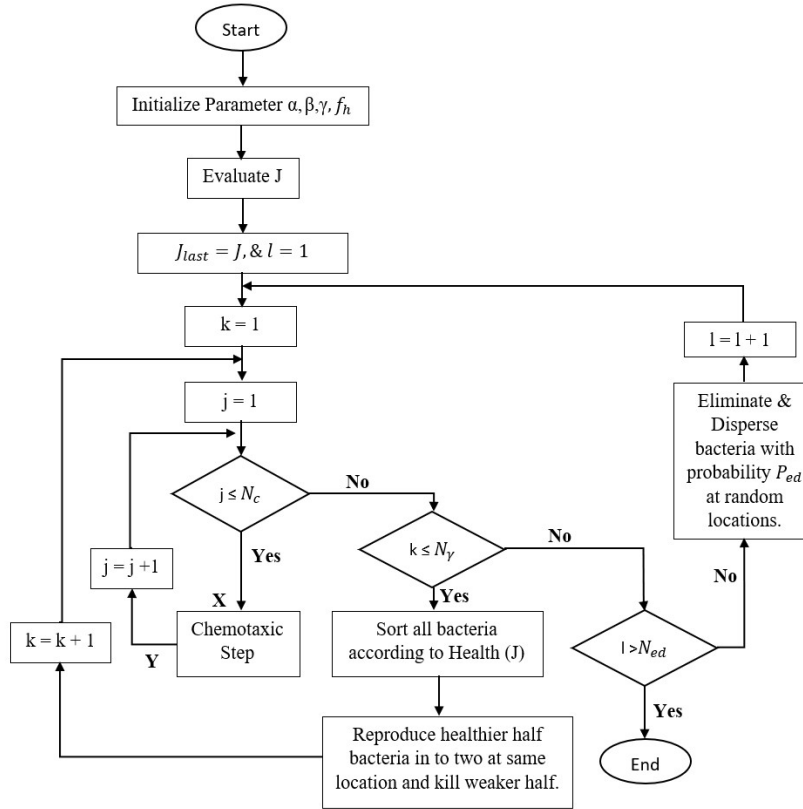 Start
Initialize Parameter α, β, γ, f_h
Evaluate J
J_last = J, & l = 1
k = 1
l = l + 1
j = 1
Eliminate &
Disperse
bacteria with
probability P_ed
at random
locations.
j ≤ N_c
No
k ≤ N_γ
No
Yes
j = j +1
X
Yes
No
Chemotaxic
Step
Y
Sort all bacteria
according to Health (J)
l >N_ed
k = k + 1
Yes
Reproduce healthier half
bacteria in to two at same
location and kill weaker half.
End